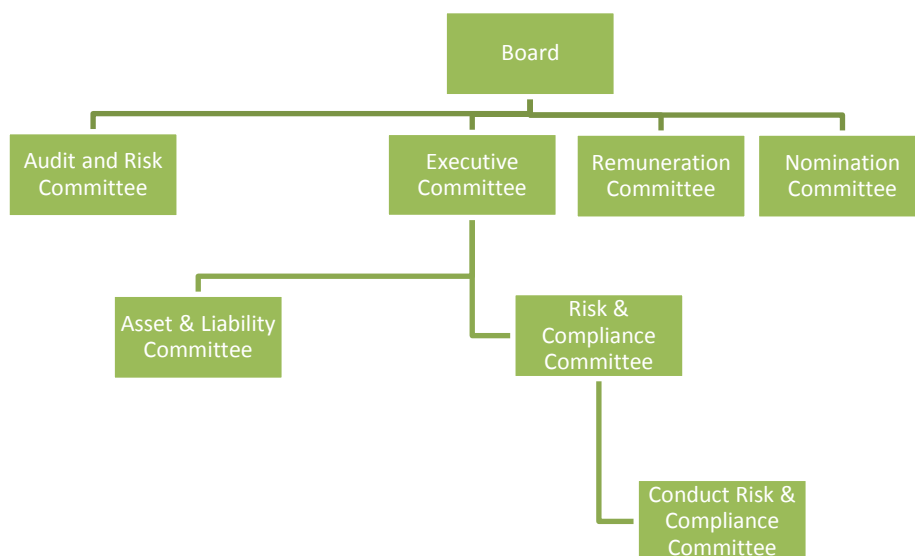 Board
Audit and Risk
Committee
Executive
Committee
Remuneration
Committee
Nomination
Committee
Asset & Liability
Committee
Risk &
Compliance
Committee
Conduct Risk &
Compliance
Committee